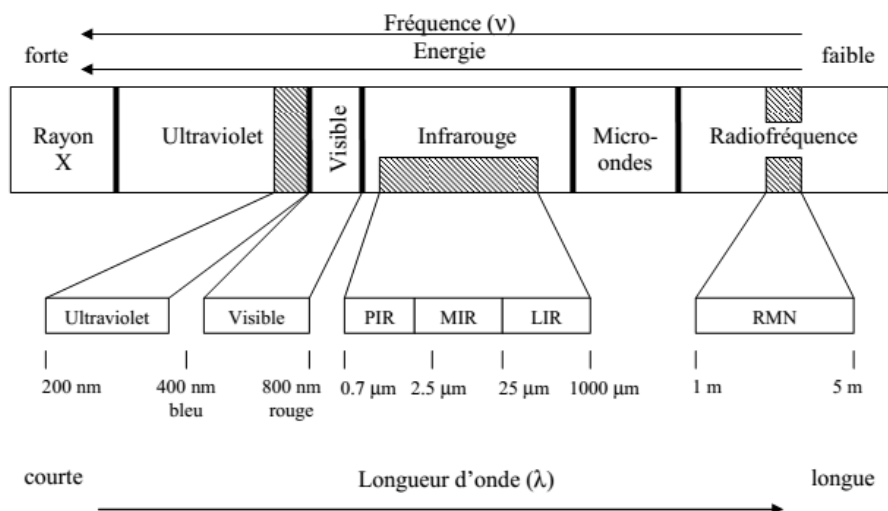 Fréquence (ν)
forte Energie faible
Rayon X
Ultraviolet
Visible
Infrarouge
Micro-
ondes
Radiofréquence
Ultraviolet Visible PIR MIR LIR RMN
200 nm 400 nm 800 nm 0.7 µm 2.5 µm 25 µm 1000 µm 1 m 5 m
bleu rouge
courte Longueur d’onde (λ) longue